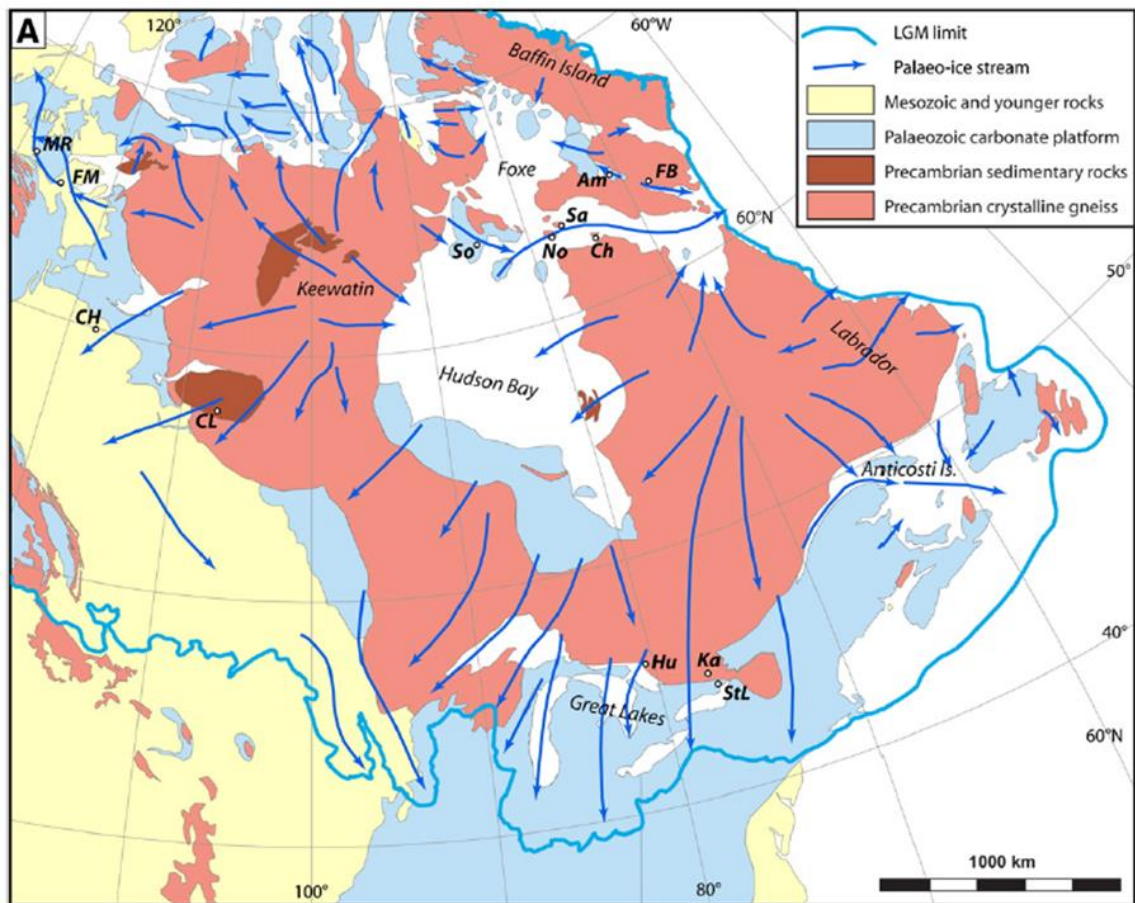 A
120°
60°W
LGM limit
Palaeo-ice stream
Mesozoic and younger rocks
Palaeozoic carbonate platform
Precambrian sedimentary rocks
Precambrian crystalline gneiss
Baffin Island
MR
FM
Foxe
Am
FB
60°N
Sa
So
No
Ch
50°
Keewatin
CH
Labrador
Hudson Bay
CL
Anticosti Is.
40°
Hu
Ka
StL
Great Lakes
60°N
1000 km
100°
80°